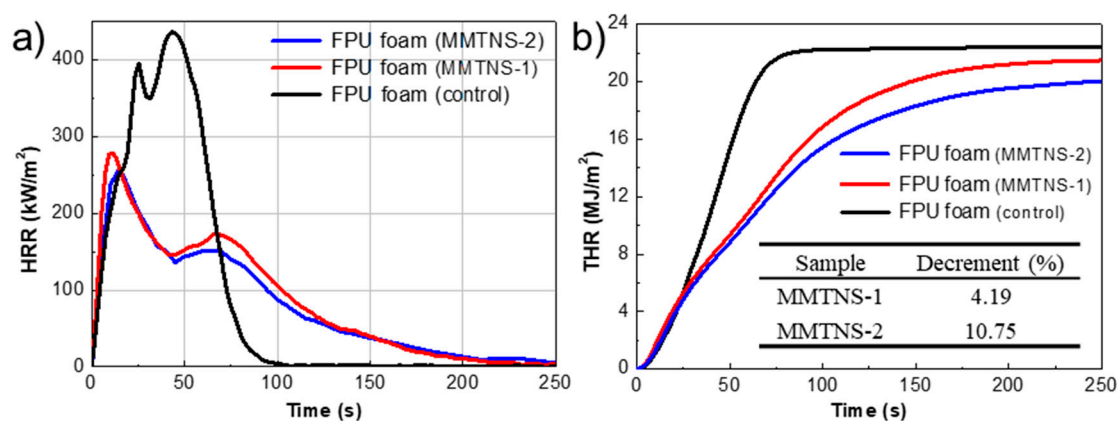 a)
HRR (kW/m²)
400
300
200
100
0
FPU foam (MMTNS-2)
FPU foam (MMTNS-1)
FPU foam (control)
0 50 100 150 200 250
Time (s)
b)
THR (MJ/m²)
24
20
16
12
8
4
0
FPU foam (MMTNS-2)
FPU foam (MMTNS-1)
FPU foam (control)
Sample Decrement (%)
MMTNS-1 4.19
MMTNS-2 10.75
0 50 100 150 200 250
Time (s)